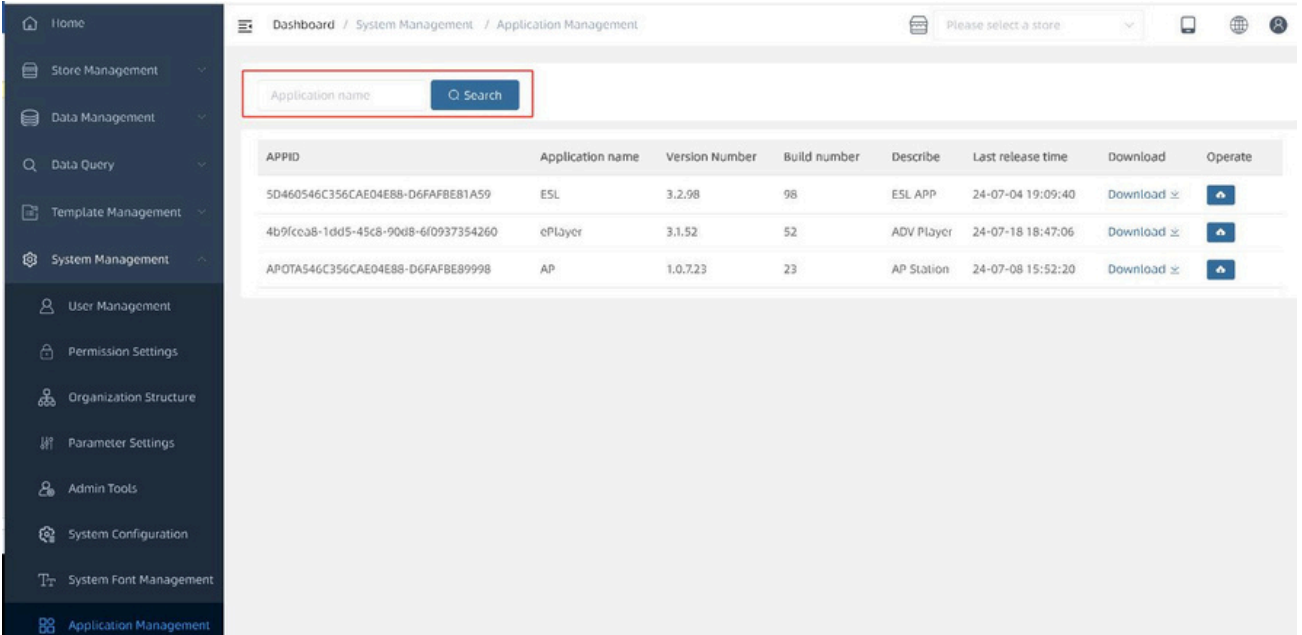 Home
Store Management
Data Management
Data Query
Template Management
System Management
User Management
Permission Settings
Organization Structure
Parameter Settings
Admin Tools
System Configuration
System Font Management
Application Management
Dashboard / System Management / Application Management
Please select a store
Application name
Search
APPID Application name Version Number Build number Describe Last release time Download Operate
5D460546C356CAE04E88-D6FAFBE81A59 ESL 3.2.98 98 ESL APP 24-07-04 19:09:40 Download
4b9fcea8-1dd5-45c8-90d8-6f0937354260 ePlayer 3.1.52 52 ADV Player 24-07-18 18:47:06 Download
APOTA546C356CAE04E88-D6FAFBE89998 AP 1.0.7.23 23 AP Station 24-07-08 15:52:20 Download